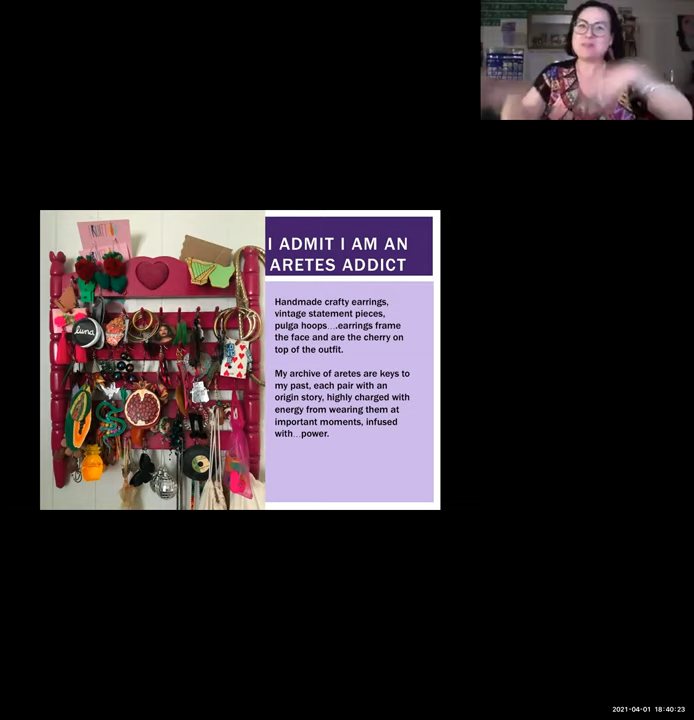 I ADMIT I AM AN
ARETES ADDICT
Handmade crafty earrings,
vintage statement pieces,
pulga hoops….earrings frame
the face and are the cherry on
top of the outfit.
My archive of aretes are keys to
my past, each pair with an
origin story, highly charged with
energy from wearing them at
important moments, infused
with…power.
luna
2021-04-01 18:40:23